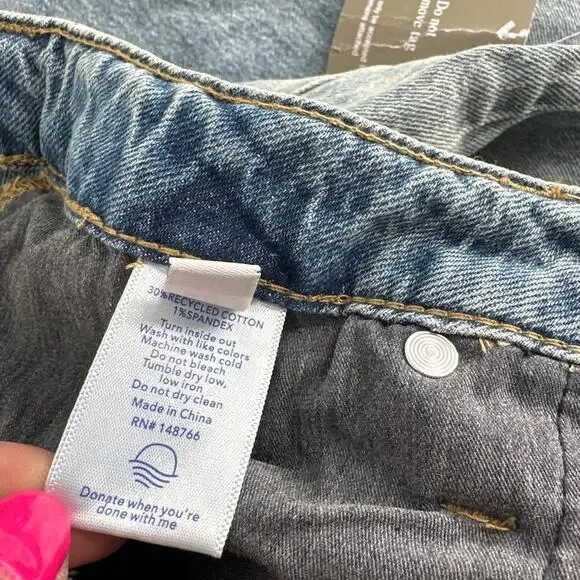 30% RECYCLED COTTON
1% SPANDEX
Turn inside out
Wash with like colors
Machine wash cold
Do not bleach
Tumble dry low,
low iron
Do not dry clean
Made in China
RN# 148766
Donate when you're
done with me
Do not
move tag.